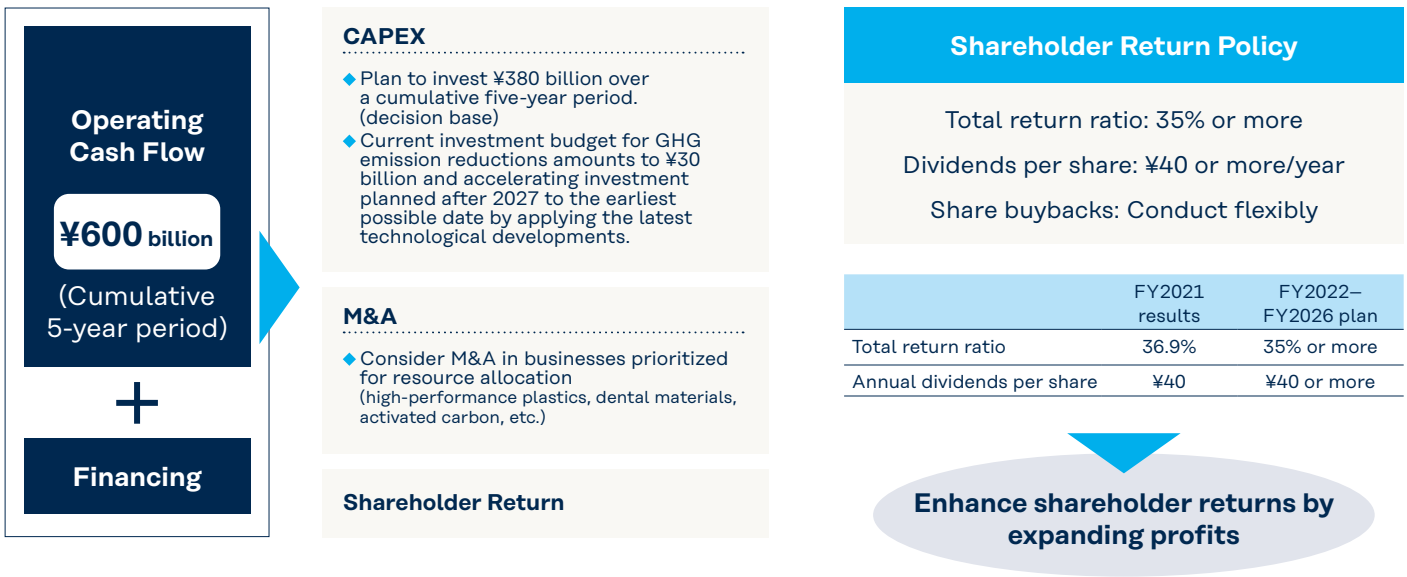 Operating
Cash Flow
¥600 billion
(Cumulative
5-year period)
+
Financing
CAPEX
◆ Plan to invest ¥380 billion over
a cumulative five-year period.
(decision base)
◆ Current investment budget for GHG
emission reductions amounts to ¥30
billion and accelerating investment
planned after 2027 to the earliest
possible date by applying the latest
technological developments.
M&A
◆ Consider M&A in businesses prioritized
for resource allocation
(high-performance plastics, dental materials,
activated carbon, etc.)
Shareholder Return
Shareholder Return Policy
Total return ratio: 35% or more
Dividends per share: ¥40 or more/year
Share buybacks: Conduct flexibly
FY2021 FY2022–
results FY2026 plan
Total return ratio 36.9% 35% or more
Annual dividends per share ¥40 ¥40 or more
Enhance shareholder returns by
expanding profits